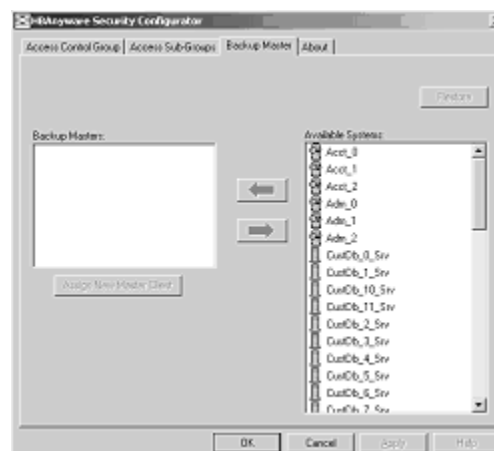 HBAnyware Security Configurator
Access Control Group
Access Sub-Groups
Backup Master
About
Restore
Backup Masters:
Available Systems:
Acct_0
Acct_1
Acct_2
Adm_0
Adm_1
Adm_2
CustDb_0_Srv
CustDb_1_Srv
CustDb_10_Srv
CustDb_11_Srv
CustDb_2_Srv
CustDb_3_Srv
CustDb_4_Srv
CustDb_5_Srv
CustDb_6_Srv
CustDb_7_Srv
Assign New Master Client
OK
Cancel
Apply
Help